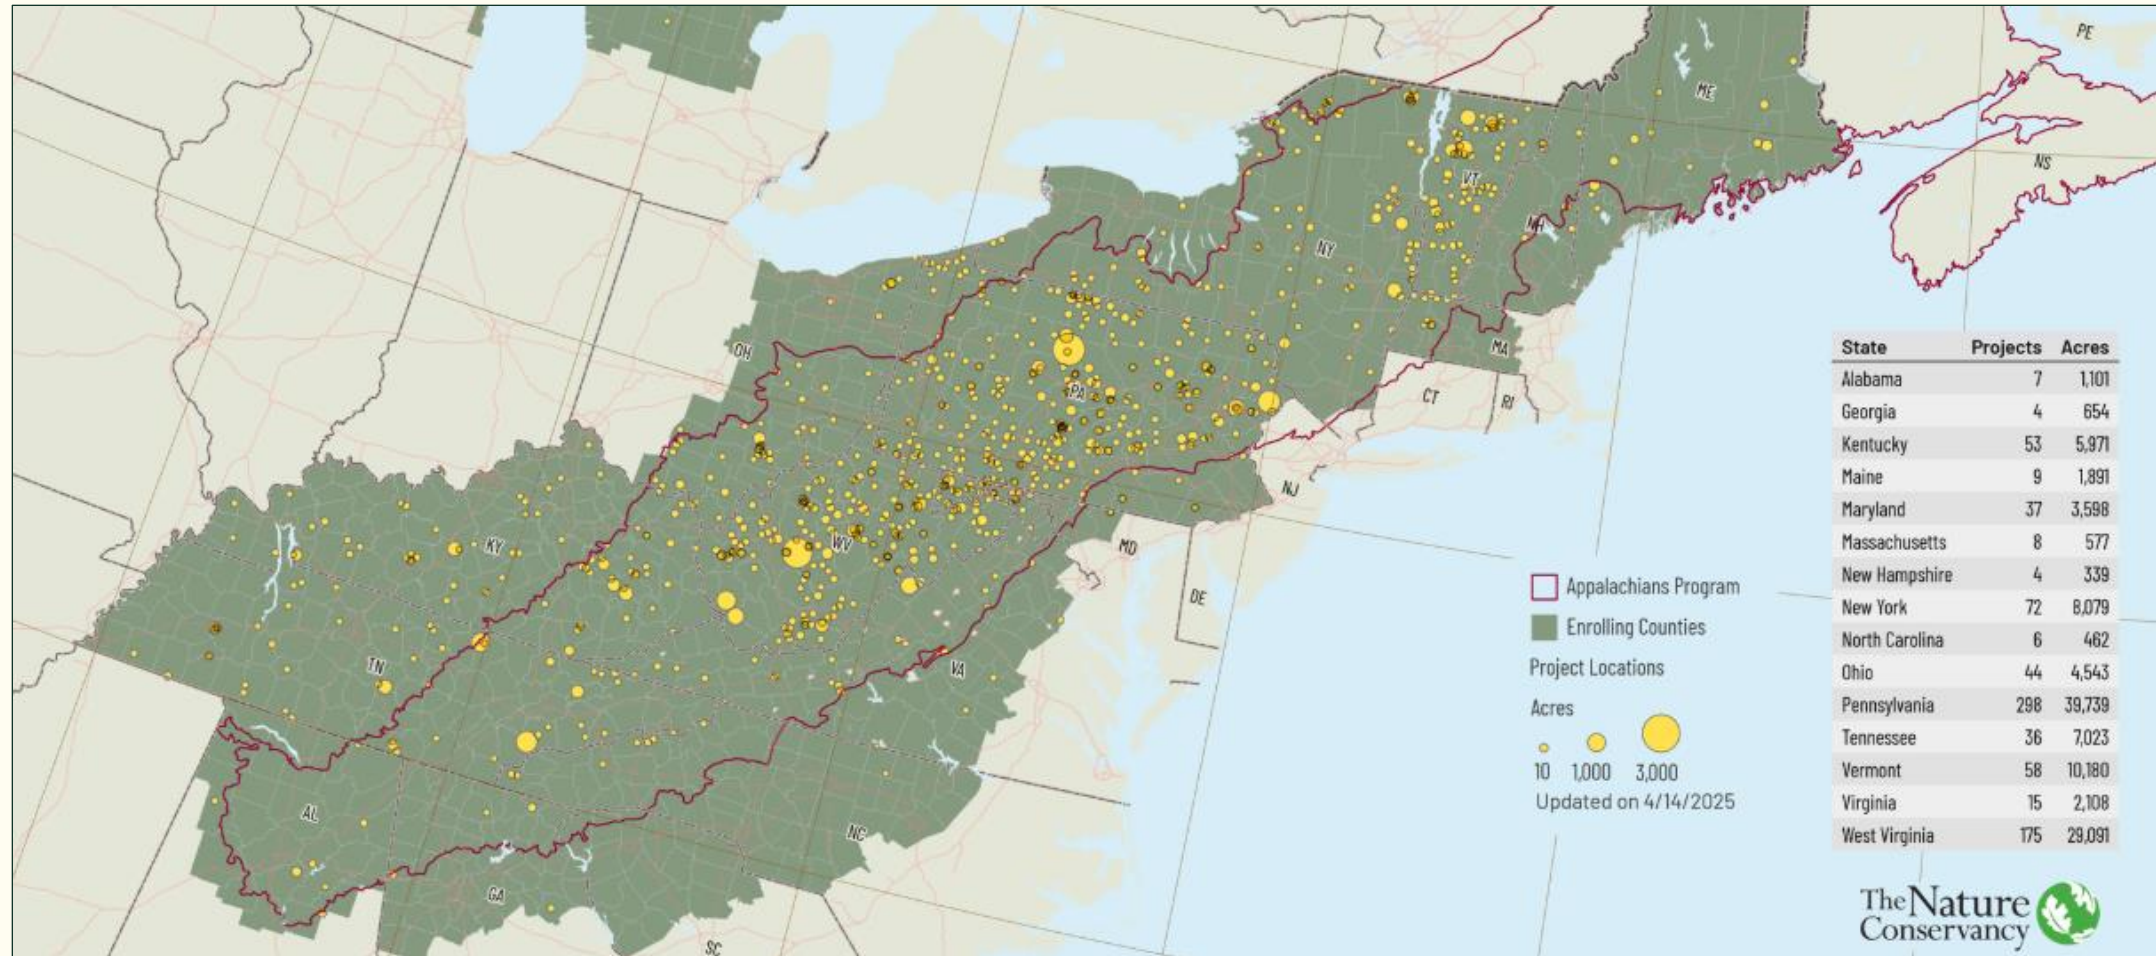 PE
ME
NS
VT
NH
NY
OH
MA
PA
CT
RI
NJ
KY
WV
MD
DE
TN
VA
AL
NC
GA
SC
Appalachians Program
Enrolling Counties
Project Locations
Acres
10 1,000 3,000
Updated on 4/14/2025
State Projects Acres
Alabama 7 1,101
Georgia 4 654
Kentucky 53 5,971
Maine 9 1,891
Maryland 37 3,598
Massachusetts 8 577
New Hampshire 4 339
New York 72 8,079
North Carolina 6 462
Ohio 44 4,543
Pennsylvania 298 39,739
Tennessee 36 7,023
Vermont 58 10,180
Virginia 15 2,108
West Virginia 175 29,091
The Nature
Conservancy